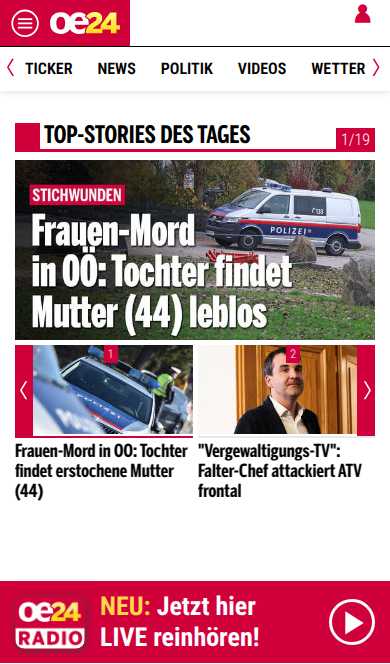 oe24
TICKER NEWS POLITIK VIDEOS WETTER
TOP-STORIES DES TAGES
1/19
STICHWUNDEN
POLIZEI
Frauen-Mord
in OÖ: Tochter findet
Mutter (44) leblos
1
2
POLIZEI
Frauen-Mord in OÖ: Tochter
findet erstochene Mutter
(44)
"Vergewaltigungs-TV":
Falter-Chef attackiert ATV
frontal
oe24
RADIO
NEU: Jetzt hier
LIVE reinhören!